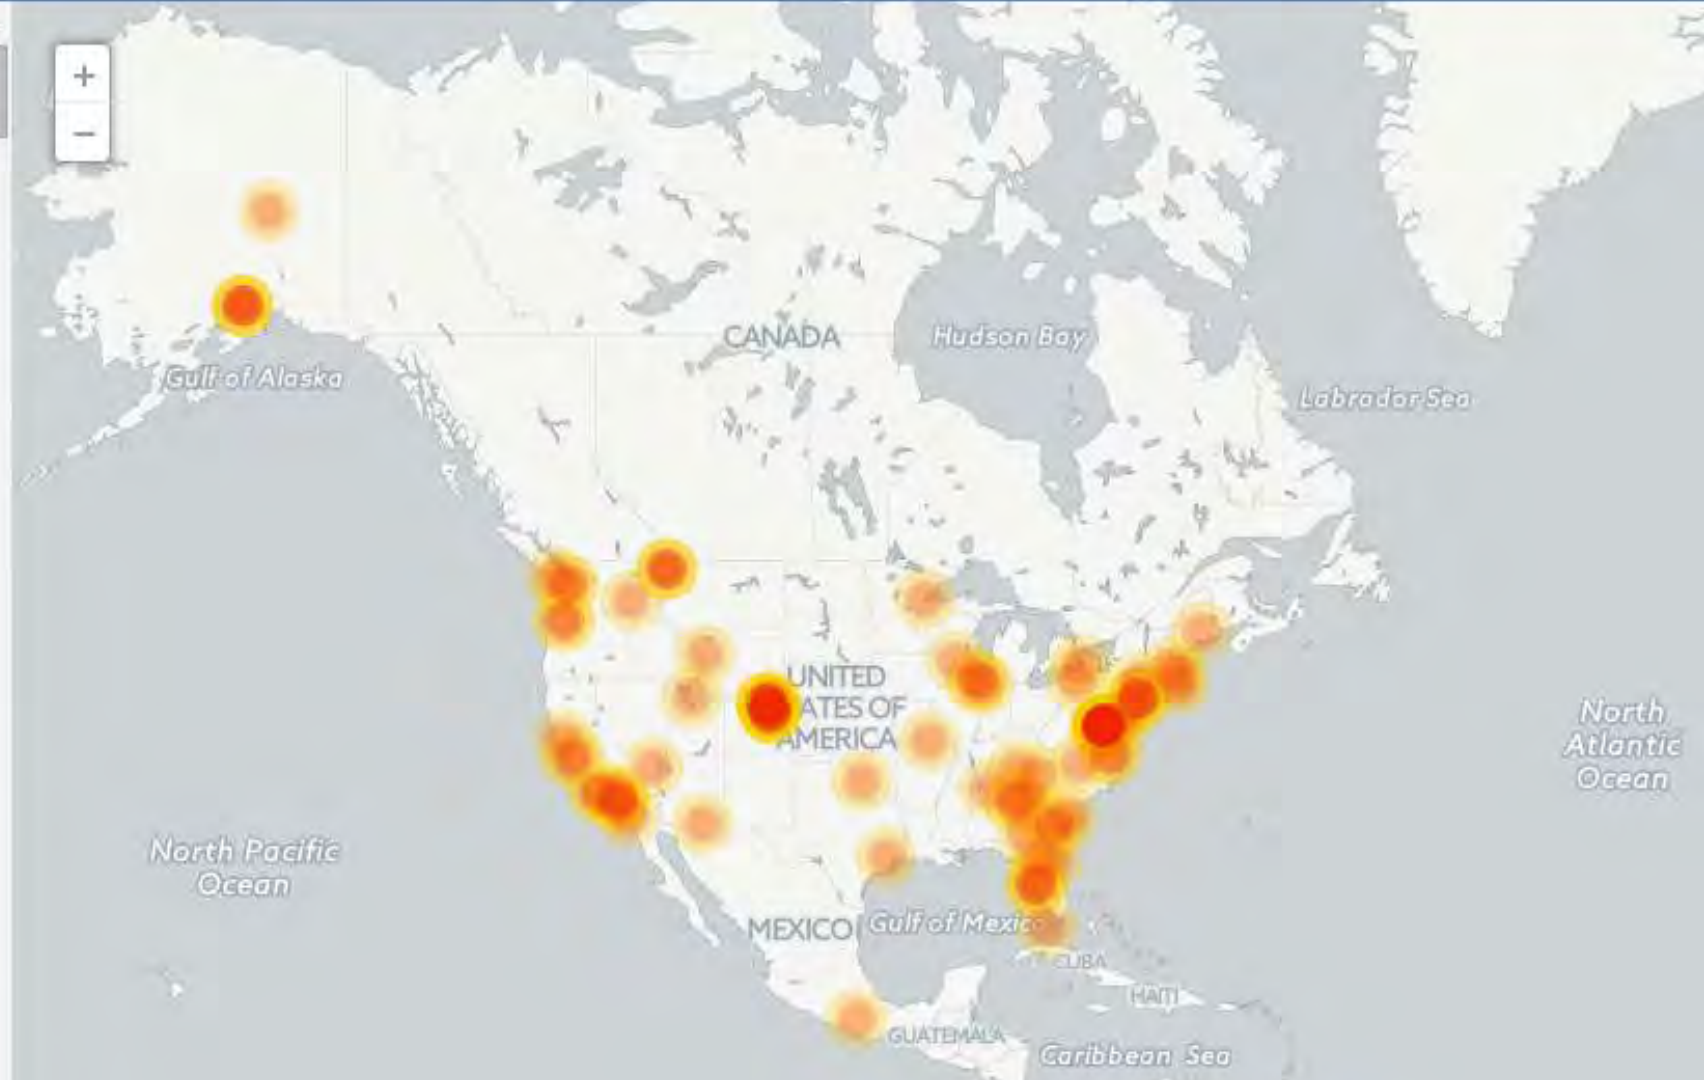 +
−
CANADA
Hudson Bay
Gulf of Alaska
Labrador Sea
UNITED
ATES OF
AMERICA
North
Atlantic
Ocean
North Pacific
Ocean
MEXICO
Gulf of Mexico
CUBA
HAITI
GUATEMALA
Caribbean Sea